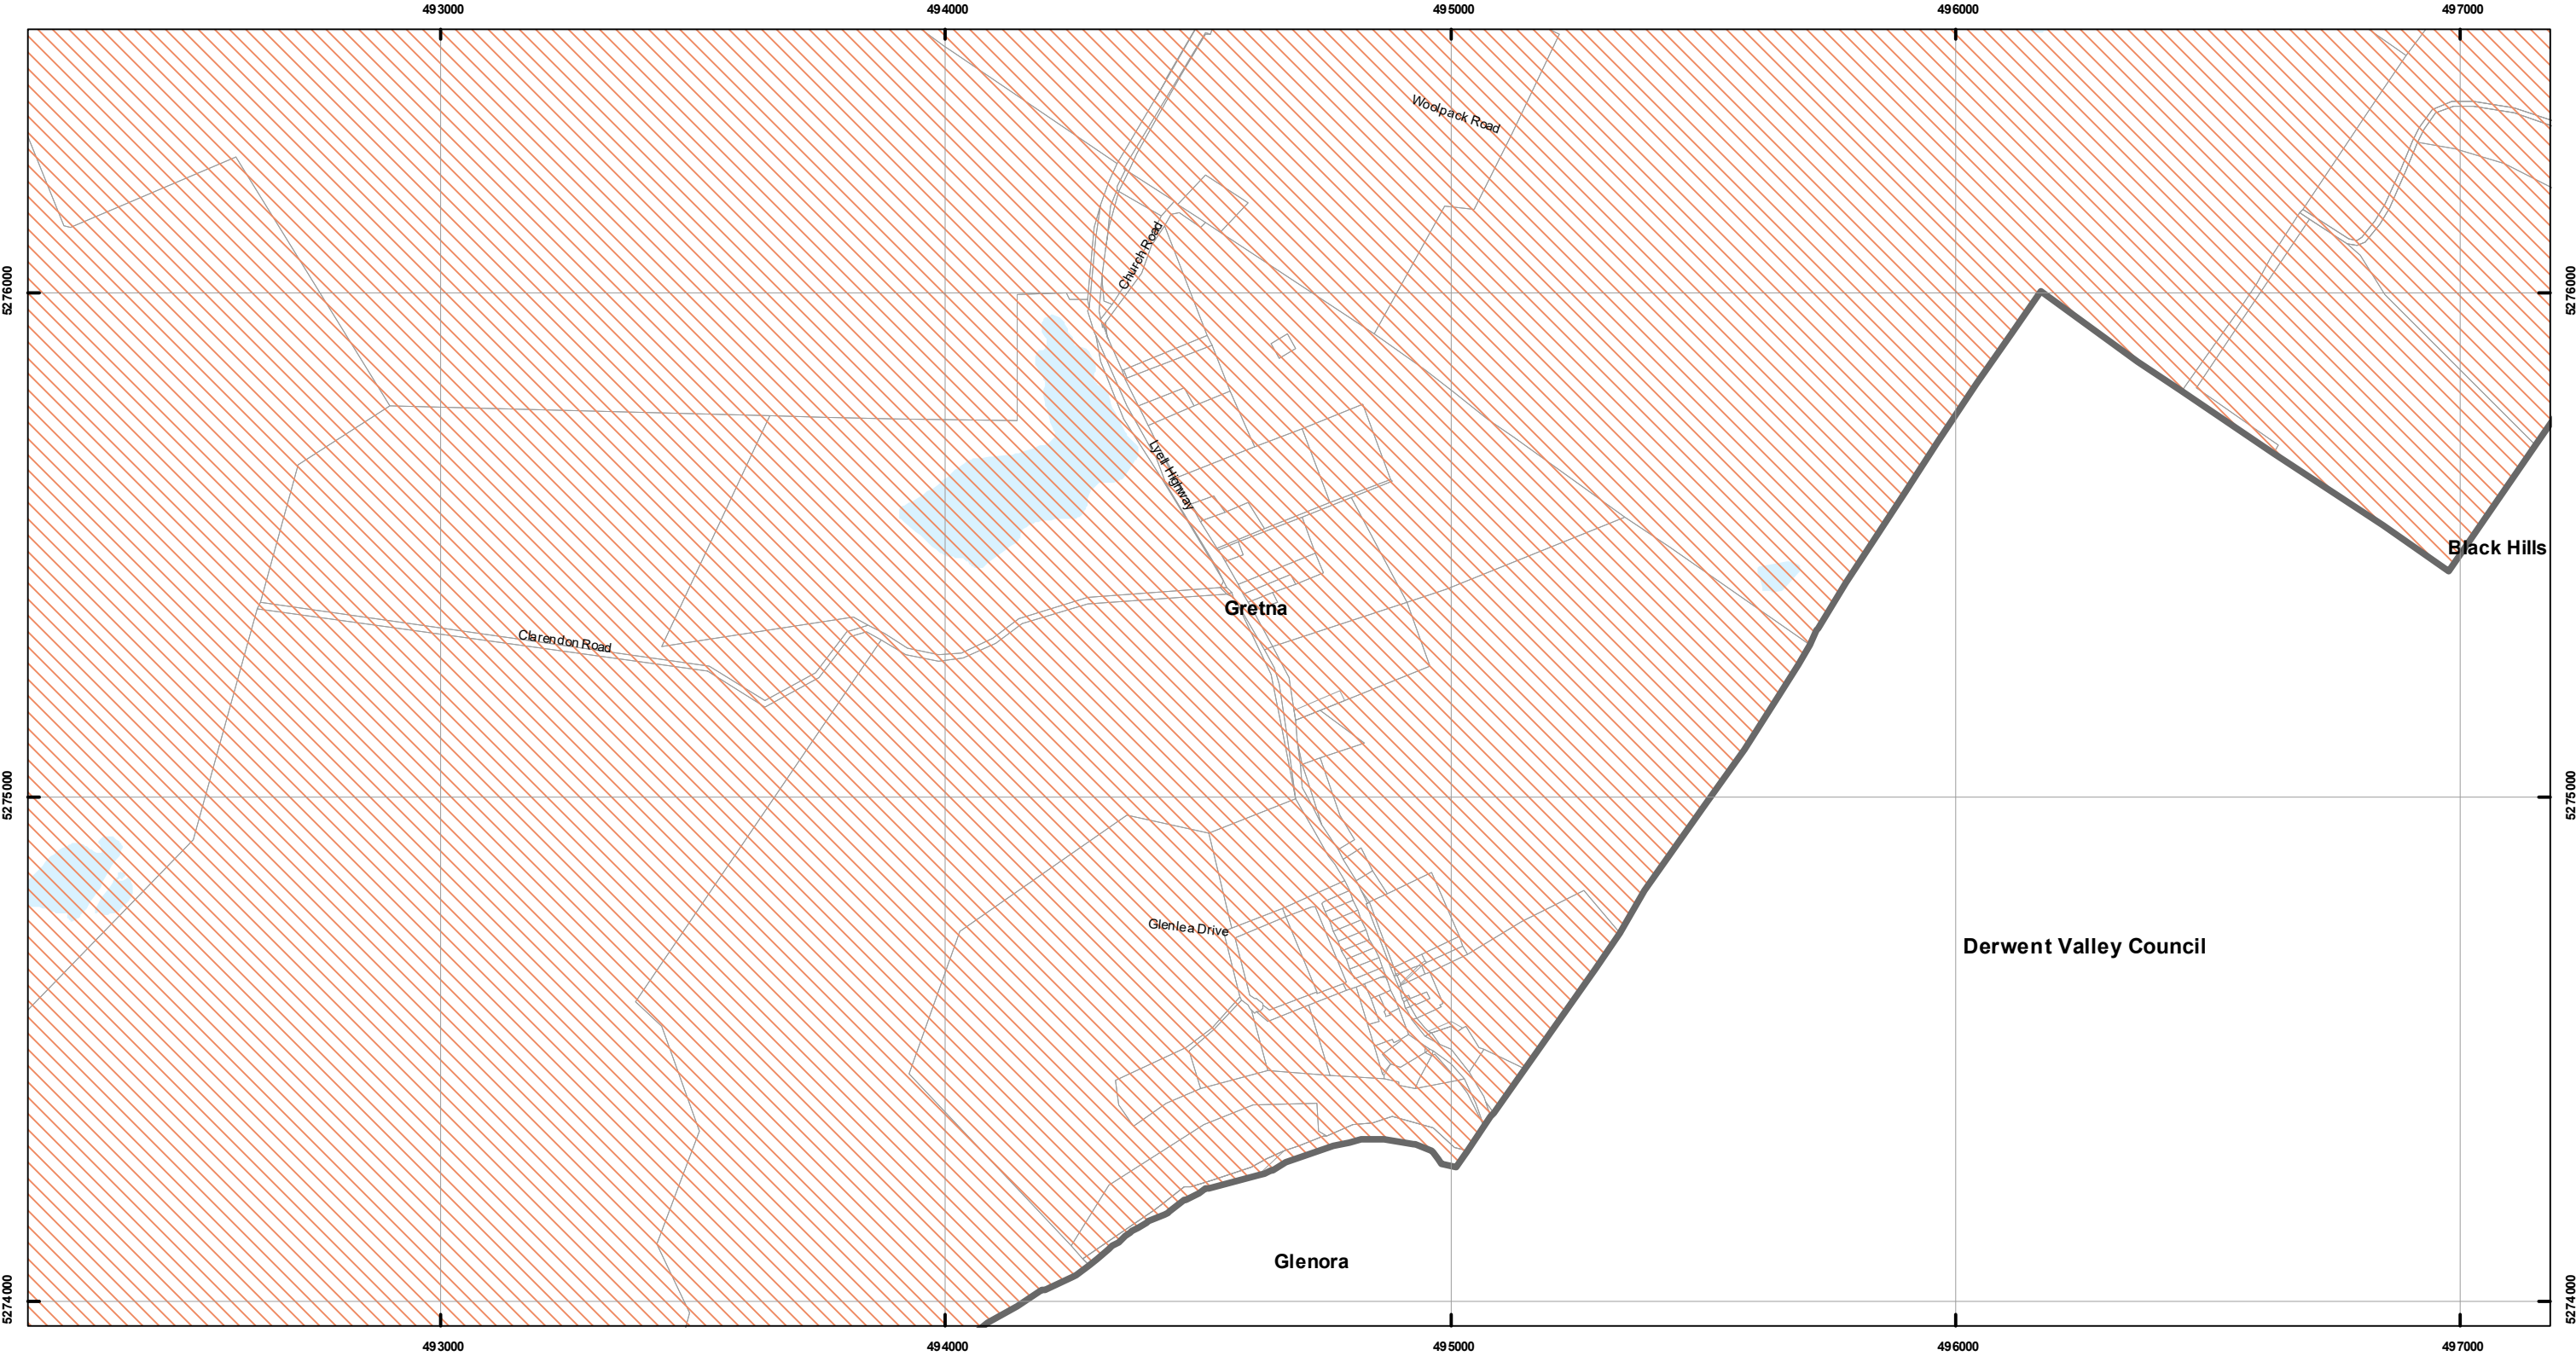 493000
494000
495000
496000
497000
Woolpack Road
Church Road
5276000
5276000
Lyell Highway
Black Hills
Gretna
Clarendon Road
5275000
5275000
Glenlea Drive
Derwent Valley Council
Glenora
5274000
5274000
493000
494000
495000
496000
497000